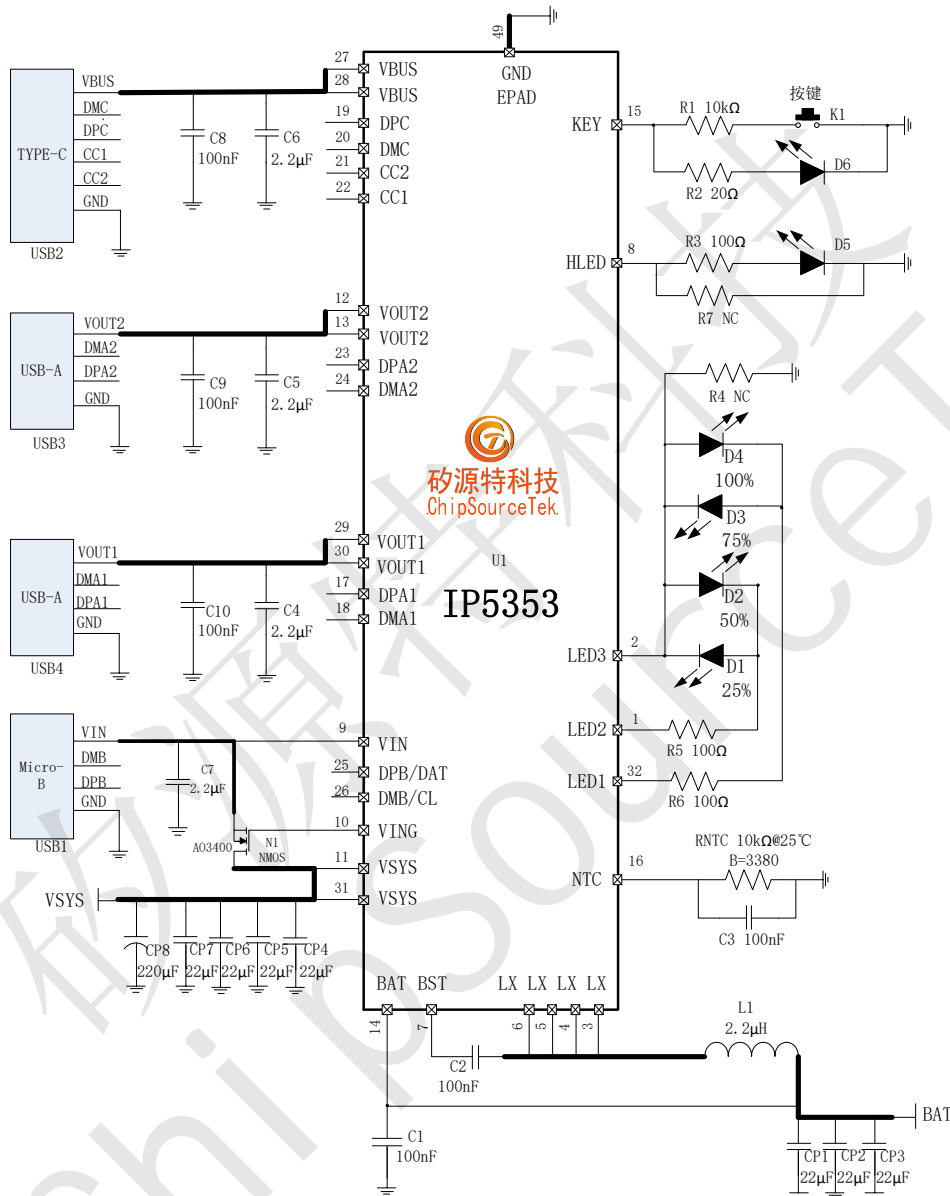 49
GND
EPAD
TYPE-C
VBUS
DMC
DPC
CC1
CC2
GND
USB2
C8
100nF
C6
2.2μF
27
VBUS
28
VBUS
19
DPC
20
DMC
21
CC2
22
CC1
USB-A
VOUT2
DMA2
DPA2
GND
USB3
C9
100nF
C5
2.2μF
12
VOUT2
13
VOUT2
23
DPA2
24
DMA2
USB-A
VOUT1
DMA1
DPA1
GND
USB4
C10
100nF
C4
2.2μF
29
VOUT1
30
VOUT1
17
DPA1
18
DMA1
Micro-
B
VIN
DMB
DPB
GND
USB1
C7
2.2μF
AO3400
N1
NMOS
9
VIN
25
DPB/DAT
26
DMB/CL
10
VING
11
VSYS
31
VSYS
VSYS
CP8
220μF
CP7
22μF
CP6
22μF
CP5
22μF
CP4
22μF
矽源特科技
ChipSourceTek
U1
IP5353
15
KEY
R1 10kΩ
按键
K1
R2 20Ω
D6
8
HLED
R3 100Ω
D5
R7 NC
R4 NC
D4
100%
D3
75%
D2
50%
D1
25%
2
LED3
1
LED2
R5 100Ω
32
LED1
R6 100Ω
16
NTC
RNTC 10kΩ@25℃
B=3380
C3 100nF
BAT
BST
LX LX LX LX
14
7
6
5
4
3
C2
100nF
L1
2.2μH
C1
100nF
BAT
CP1
22μF
CP2
22μF
CP3
22μF
矽源特科技
ChipSourceT